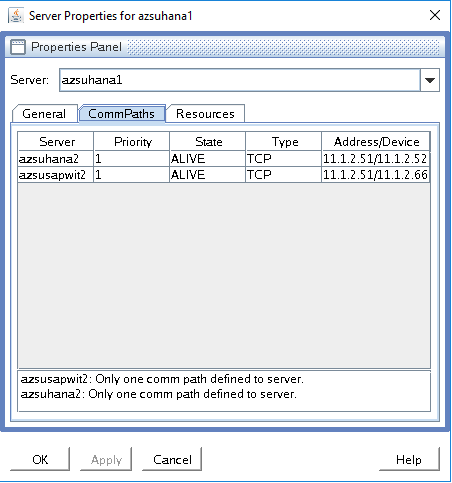 Server Properties for azsuhana1
Properties Panel
Server: azsuhana1
General CommPaths Resources
Server Priority State Type Address/Device
azsuhana2 1 ALIVE TCP 11.1.2.51/11.1.2.52
azsusapwit2 1 ALIVE TCP 11.1.2.51/11.1.2.66
azsusapwit2: Only one comm path defined to server.
azsuhana2: Only one comm path defined to server.
OK Apply Cancel Help